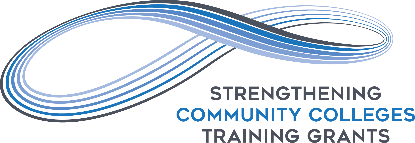 STRENGTHENING
COMMUNITY COLLEGES
TRAINING GRANTS